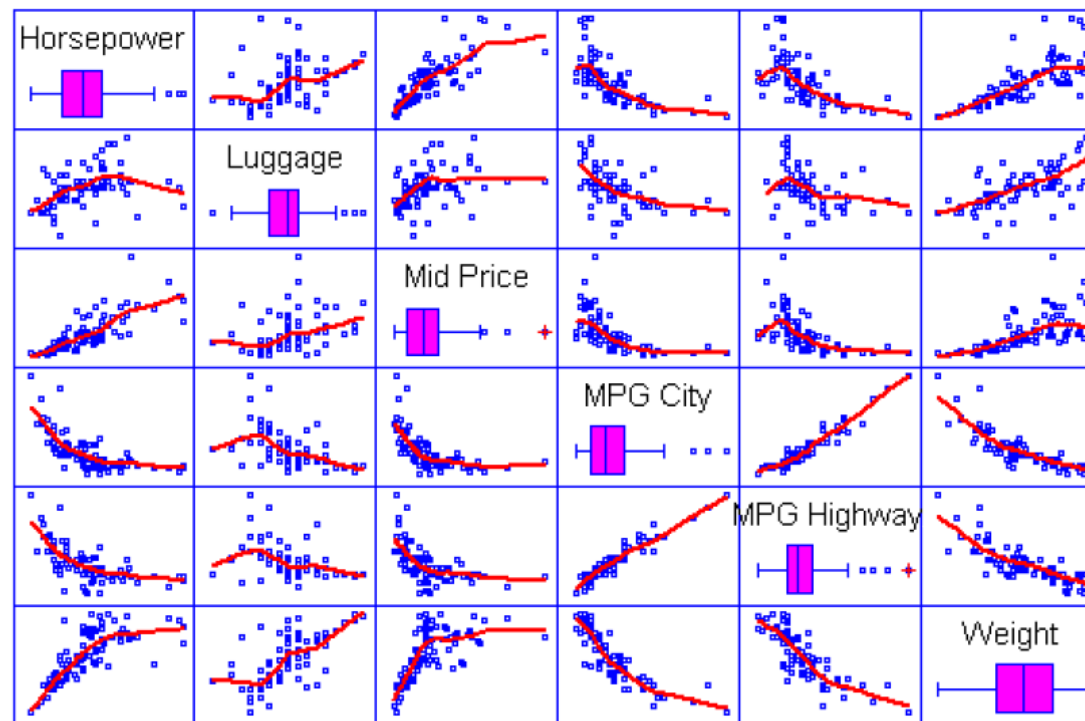 Horsepower
Luggage
Mid Price
MPG City
MPG Highway
Weight